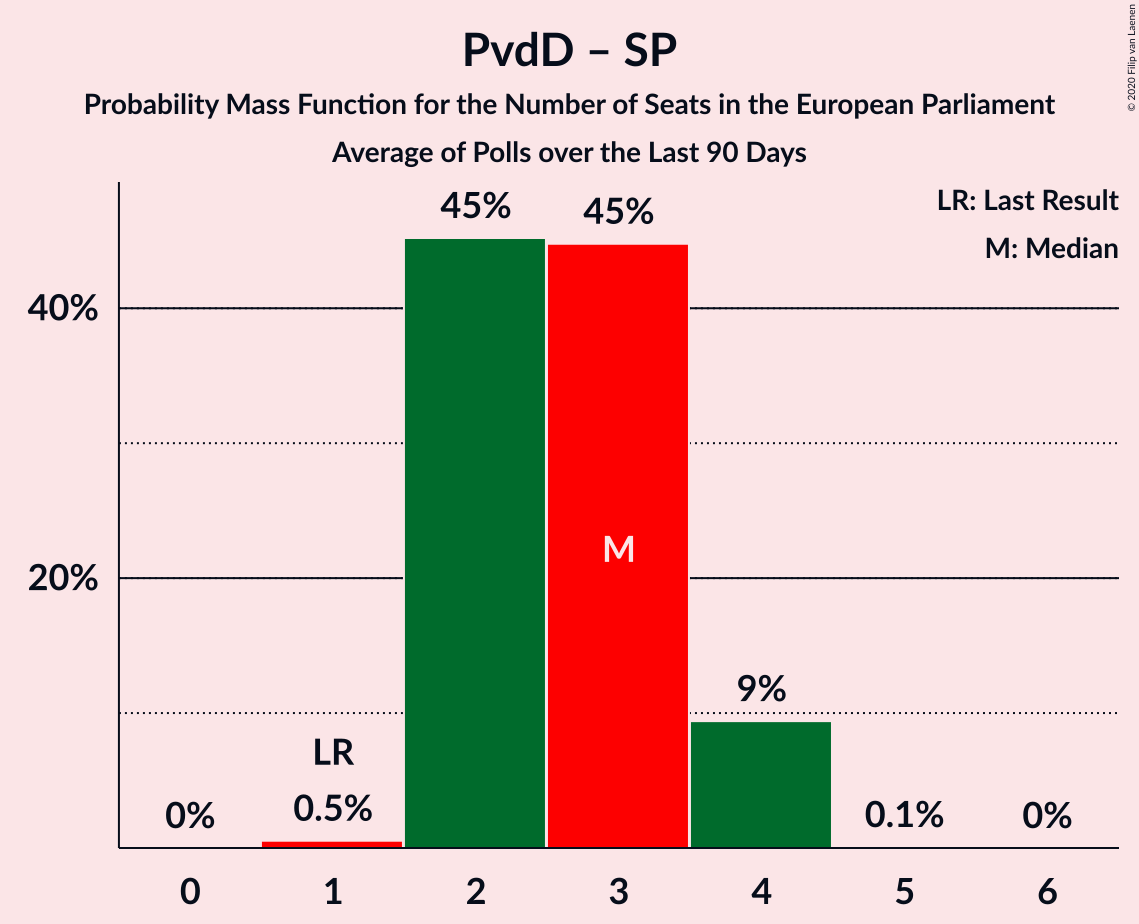 PvdD – SP
Probability Mass Function for the Number of Seats in the European Parliament
Average of Polls over the Last 90 Days
© 2020 Filip van Laenen
LR: Last Result
M: Median
45%
45%
40%
M
20%
9%
LR
0%
0.5%
0.1%
0%
0 1 2 3 4 5 6